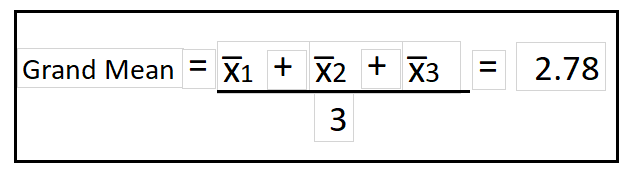 Grand Mean = x̅1 + x̅2 + x̅3 = 2.78
3